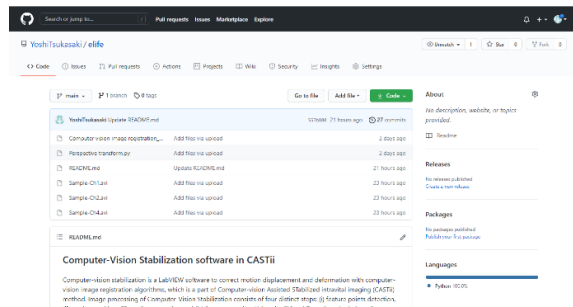 Search or jump to... / Pull requests Issues Marketplace Explore
YoshiTsukasaki / elife
Unwatch 1 Star 0 Fork 0
Code Issues Pull requests Actions Projects Wiki Security Insights Settings
main 1 branch 0 tags Go to file Add file Code
About
No description, website, or topics provided.
Readme
YoshiTsukasaki Update README.md 21 hours ago 27 commits
Computer vision image registration_... Add files via upload 2 days ago
Perspective transform.py Add files via upload 2 days ago
README.md Update README.md 21 hours ago
Sample-Ch1.avi Add files via upload 23 hours ago
Sample-Ch2.avi Add files via upload 23 hours ago
Sample-Ch4.avi Add files via upload 23 hours ago
Releases
No releases published
Create a new release
Packages
No packages published
Publish your first package
Languages
Python 100.0%
README.md
Computer-Vision Stabilization software in CASTii
Computer-vision stabilization is a LabVIEW software to correct motion displacement and deformation with computer-
vision image registration algorithms, which is a part of Computer-vision Assisted STabilized intravital imaging (CASTii)
method. Image processing of Computer Vision Stabilization consists of four distinct steps: (i) feature points detection,